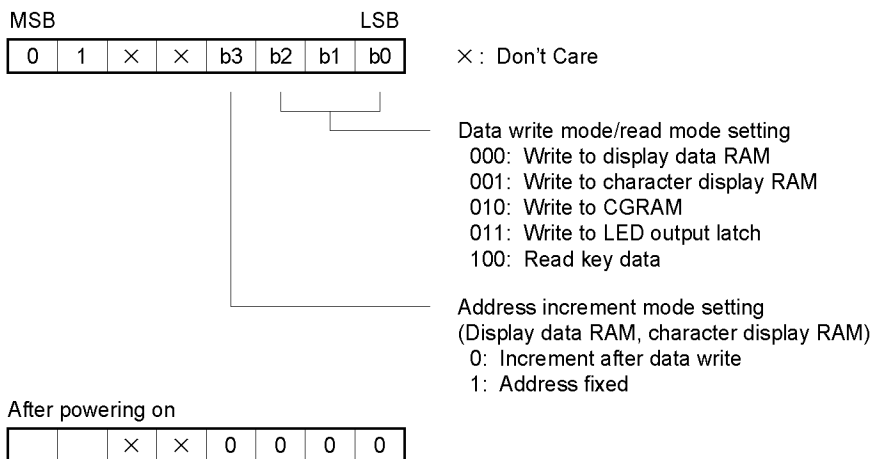 MSB LSB
0 1 × × b3 b2 b1 b0 × : Don't Care
Data write mode/read mode setting
000: Write to display data RAM
001: Write to character display RAM
010: Write to CGRAM
011: Write to LED output latch
100: Read key data
Address increment mode setting
(Display data RAM, character display RAM)
0: Increment after data write
1: Address fixed
After powering on
× × 0 0 0 0